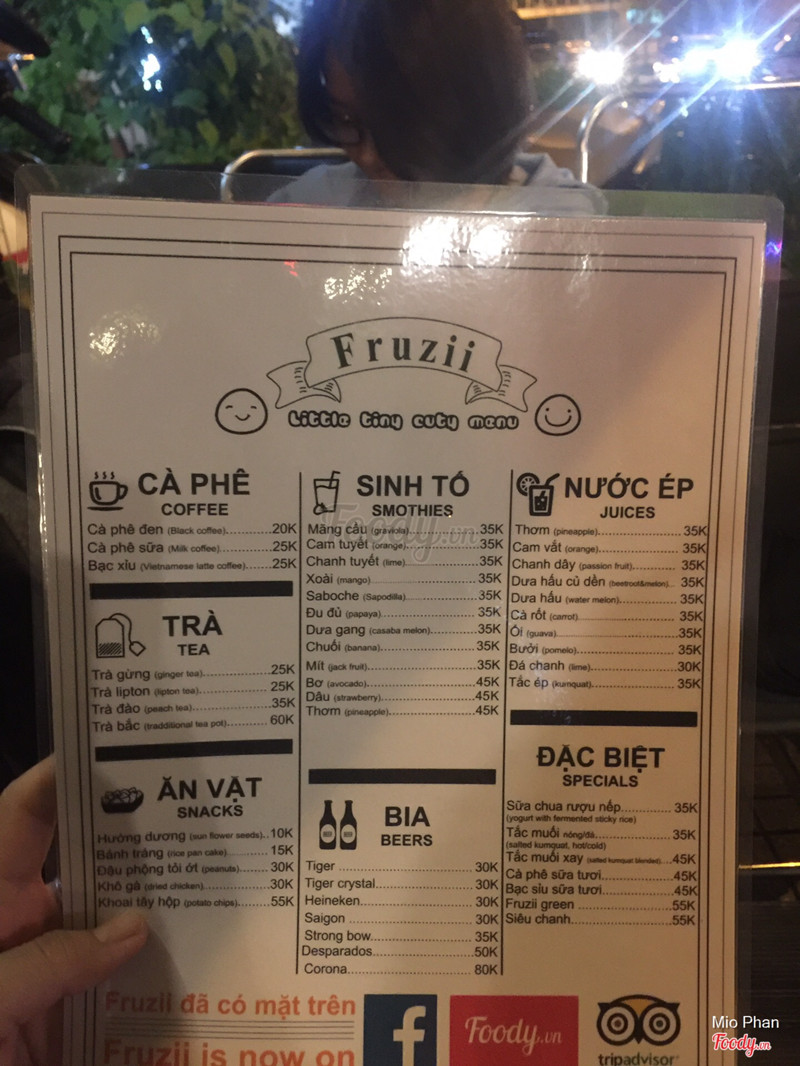 Fruzii
Little tiny cuty manu
CÀ PHÊ
COFFEE
Cà phê đen (Black coffee)..............20K
Cà phê sữa (Milk coffee)..............25K
Bạc xỉu (Vietnamese latte coffee)......25K
TRÀ
TEA
Trà gừng (ginger tea)..............25K
Trà lipton (lipton tea)..............25K
Trà đào (peach tea)..............35K
Trà bắc (tradditional tea pot)..........60K
ĂN VẶT
SNACKS
Hướng dương (sun flower seeds)..10K
Bánh tráng (rice pan cake)..............15K
Đậu phộng tỏi ớt (peanuts)..........30K
Khô gà (dried chicken)..............30K
Khoai tây hộp (potato chips)..........55K
SINH TỐ
SMOTHIES
Mãng cầu (graviola)..............35K
Cam tuyết (orange)..............35K
Chanh tuyết (lime)..............35K
Xoài (mango)..............35K
Saboche (Sapodilla)..............35K
Đu đủ (papaya)..............35K
Dưa gang (casaba melon)..........35K
Chuối (banana)..............35K
Mít (jack fruit)..............35K
Bơ (avocado)..............45K
Dâu (strawberry)..............45K
Thơm (pineapple)..............45K
BIA
BEERS
Tiger ..............30K
Tiger crystal..............30K
Heineken..............30K
Saigon ..............30K
Strong bow..............35K
Desparados..............50K
Corona..............80K
NƯỚC ÉP
JUICES
Thơm (pineapple)..............35K
Cam vắt (orange)..............35K
Chanh dây (passion fruit)..........35K
Dưa hấu củ dền (beetroot&melon)...35K
Dưa hấu (water melon)..............35K
Cà rốt (carrot)..............35K
Ổi (guava)..............35K
Bưởi (pomelo)..............35K
Đá chanh (lime)..............30K
Tắc ép (kumquat)..............35K
ĐẶC BIỆT
SPECIALS
Sữa chua rượu nếp..............35K
(yogurt with fermented sticky rice)
Tắc muối nóng/đá..............35K
(salted kumquat, hot/cold)
Tắc muối xay (salted kumquat blended)...45K
Cà phê sữa tươi..............45K
Bạc sỉu sữa tươi..............45K
Fruzii green ..............55K
Siêu chanh..............55K
Fruzii đã có mặt trên
Fruzii is now on
f
Foody.vn
tripadvisor
Foody.vn
Mio Phan
Foody.vn